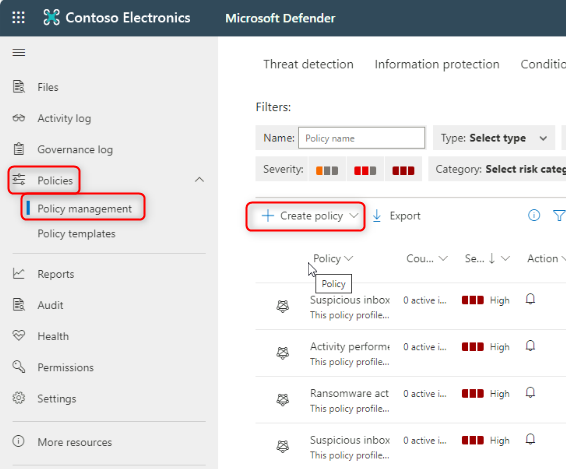 Contoso Electronics Microsoft Defender
Files
Activity log
Governance log
Policies
Policy management
Policy templates
Reports
Audit
Health
Permissions
Settings
More resources
Threat detection Information protection Conditio
Filters:
Name: Policy name Type: Select type
Severity: Category: Select risk categ
Create policy Export
Policy Cou... Se... Action
Policy
Suspicious inbox 0 active i... High
This policy profile...
Activity performe 0 active i... High
This policy profile...
Ransomware act 0 active i... High
This policy profile...
Suspicious inbox 0 active i... High
This policy profile...